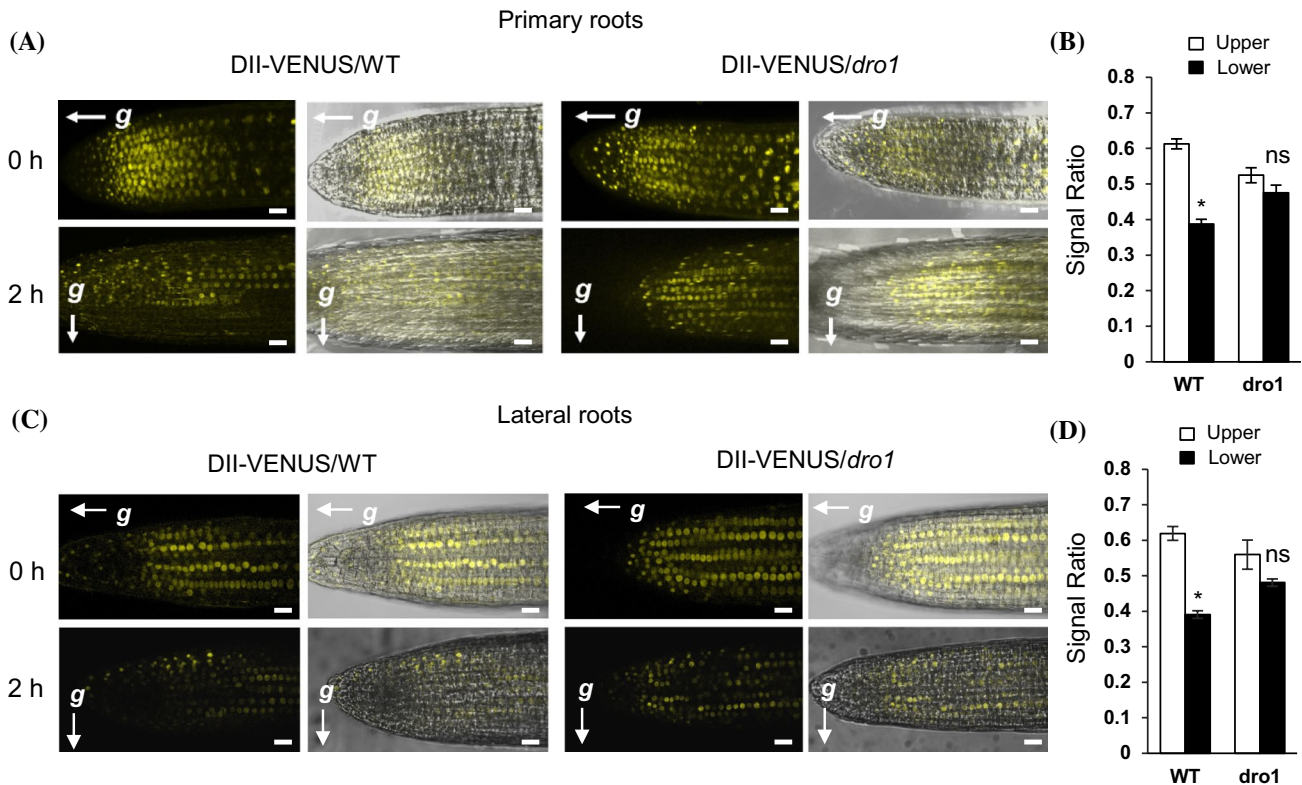 Primary roots
(A)
DII-VENUS/WT
DII-VENUS/dro1
g
g
g
g
0 h
g
g
g
g
2 h
(B)
Upper
Lower
0.8
0.7
0.6
0.5
0.4
0.3
0.2
0.1
0
Signal Ratio
*
ns
WT
dro1
Lateral roots
(C)
DII-VENUS/WT
DII-VENUS/dro1
g
g
g
g
0 h
g
g
g
g
2 h
(D)
Upper
Lower
0.8
0.7
0.6
0.5
0.4
0.3
0.2
0.1
0
Signal Ratio
*
ns
WT
dro1